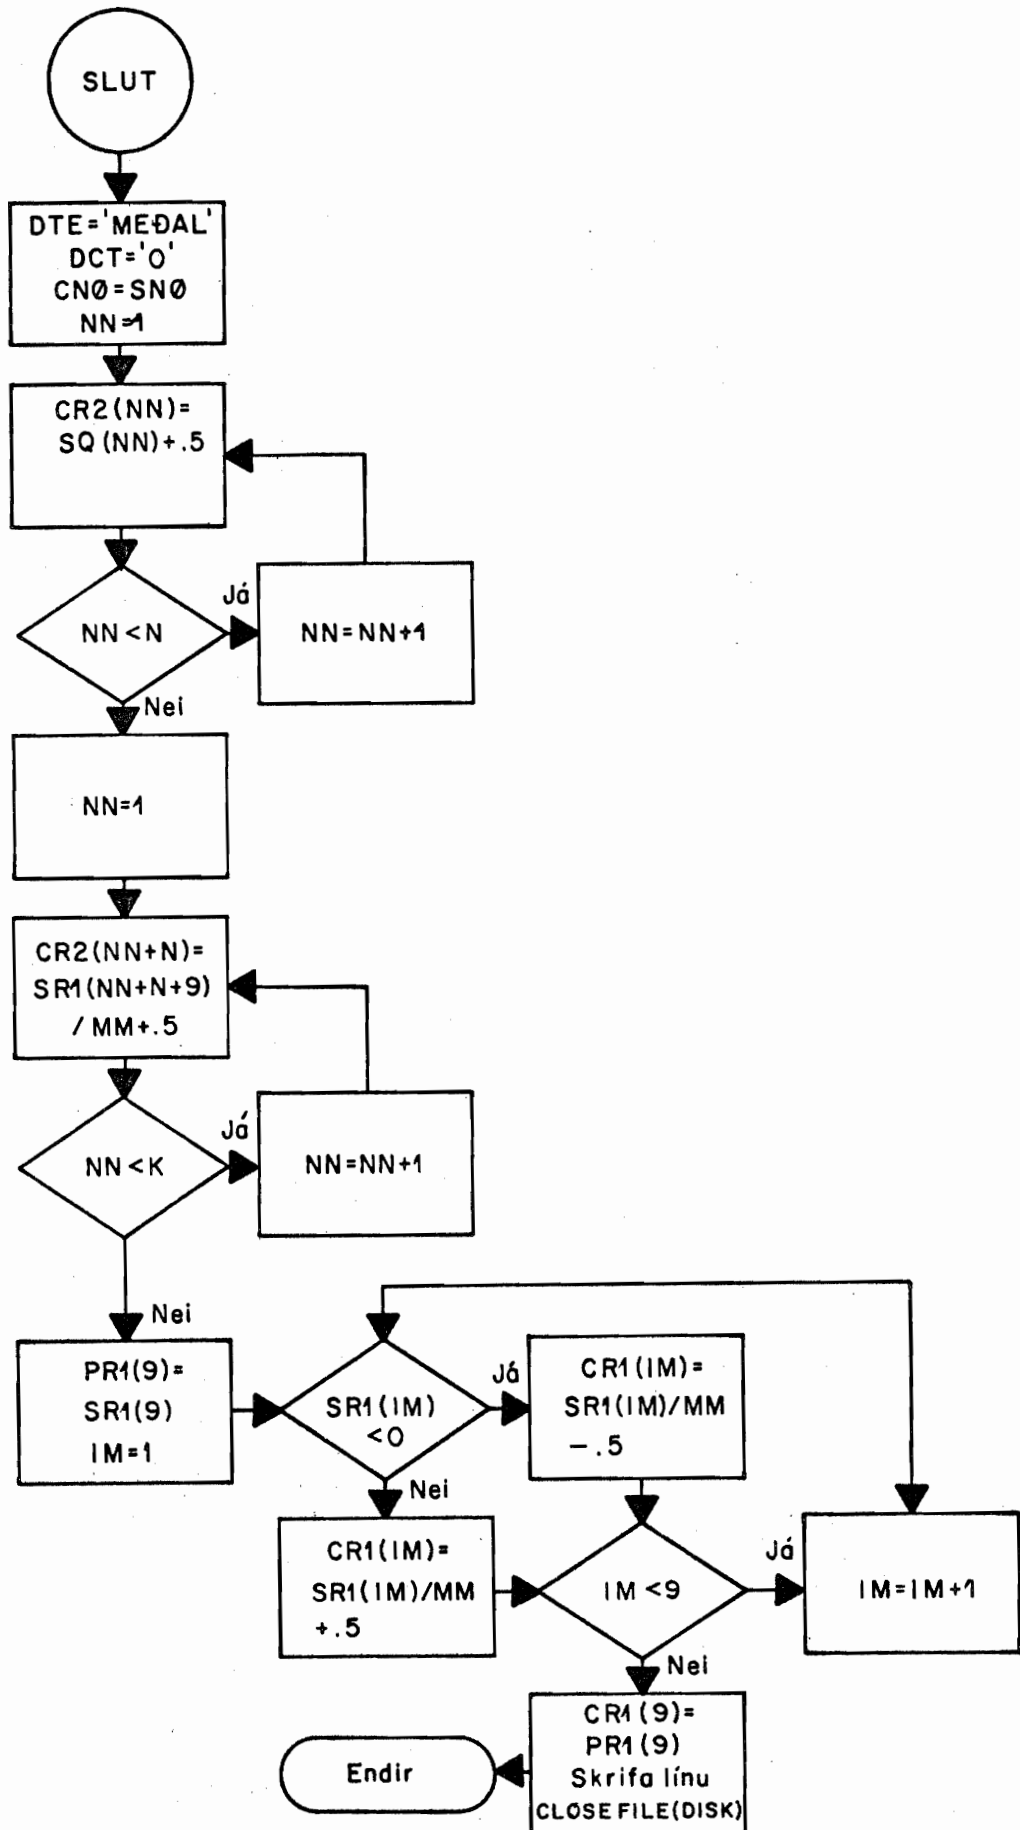 SLUT
DTE='MEÐAL'
DCT='0'
CNØ=SNØ
NN=1
CR2(NN)=
SQ(NN)+.5
NN<N
Já
NN=NN+1
Nei
NN=1
CR2(NN+N)=
SR1(NN+N+9)
/MM+.5
NN<K
Já
NN=NN+1
Nei
PR1(9)=
SR1(9)
IM=1
SR1(IM)
<0
Já
CR1(IM)=
SR1(IM)/MM
-.5
Nei
CR1(IM)=
SR1(IM)/MM
+.5
IM<9
Já
IM=IM+1
Nei
CR1(9)=
PR1(9)
Skrifa línu
CLOSE FILE(DISK)
Endir